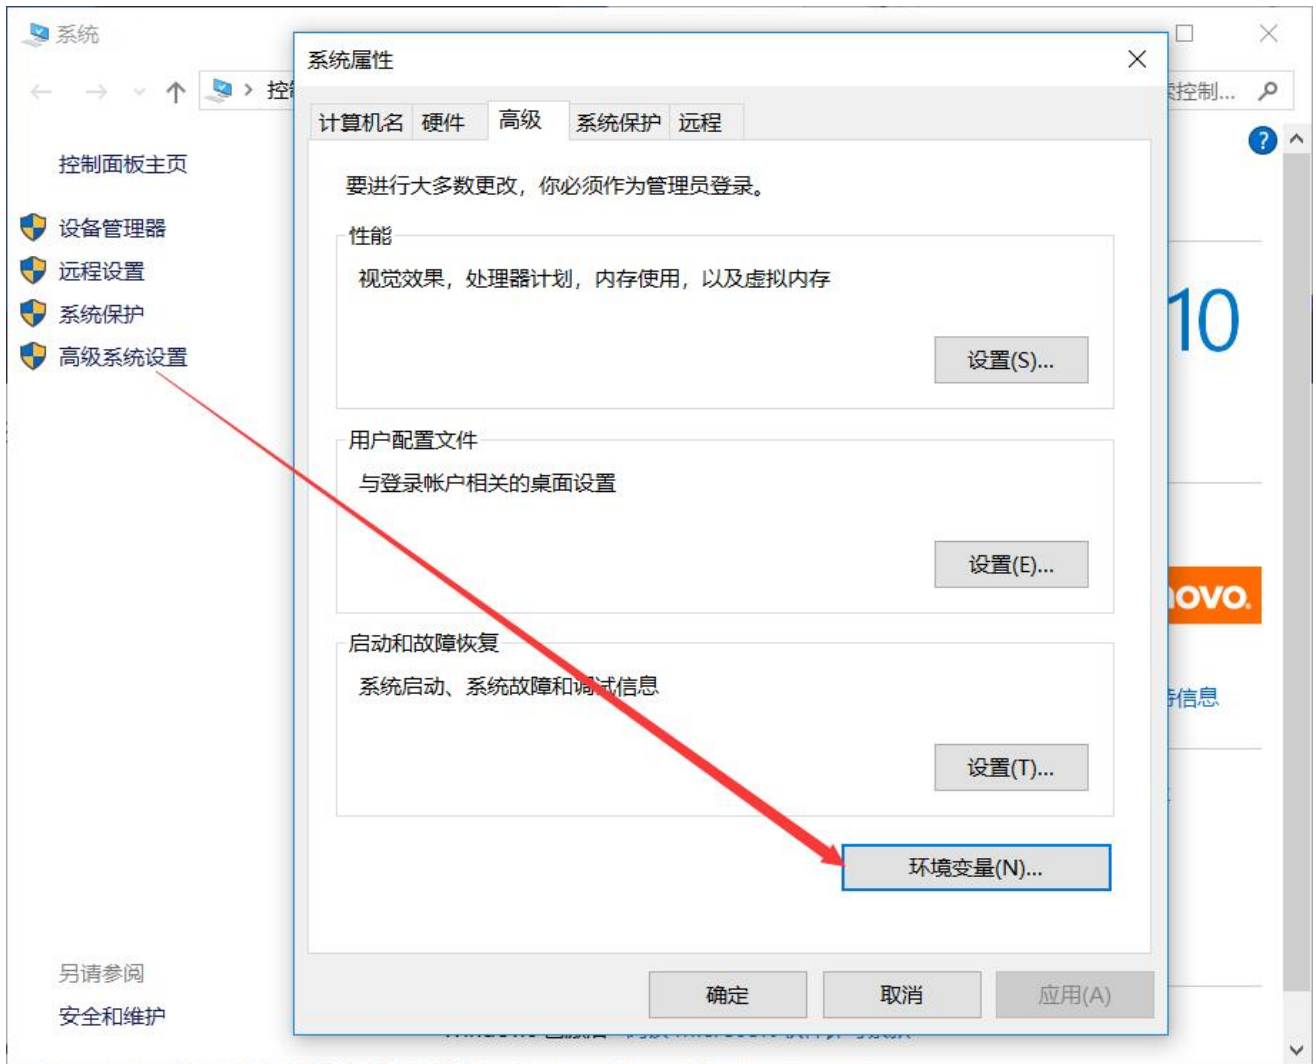 系统
控
控制...
控制面板主页
设备管理器
远程设置
系统保护
高级系统设置
另请参阅
安全和维护
系统属性
计算机名 硬件 高级 系统保护 远程
要进行大多数更改，你必须作为管理员登录。
性能
视觉效果，处理器计划，内存使用，以及虚拟内存
设置(S)...
用户配置文件
与登录帐户相关的桌面设置
设置(E)...
启动和故障恢复
系统启动、系统故障和调试信息
设置(T)...
环境变量(N)...
确定 取消 应用(A)
10
novo.
信息